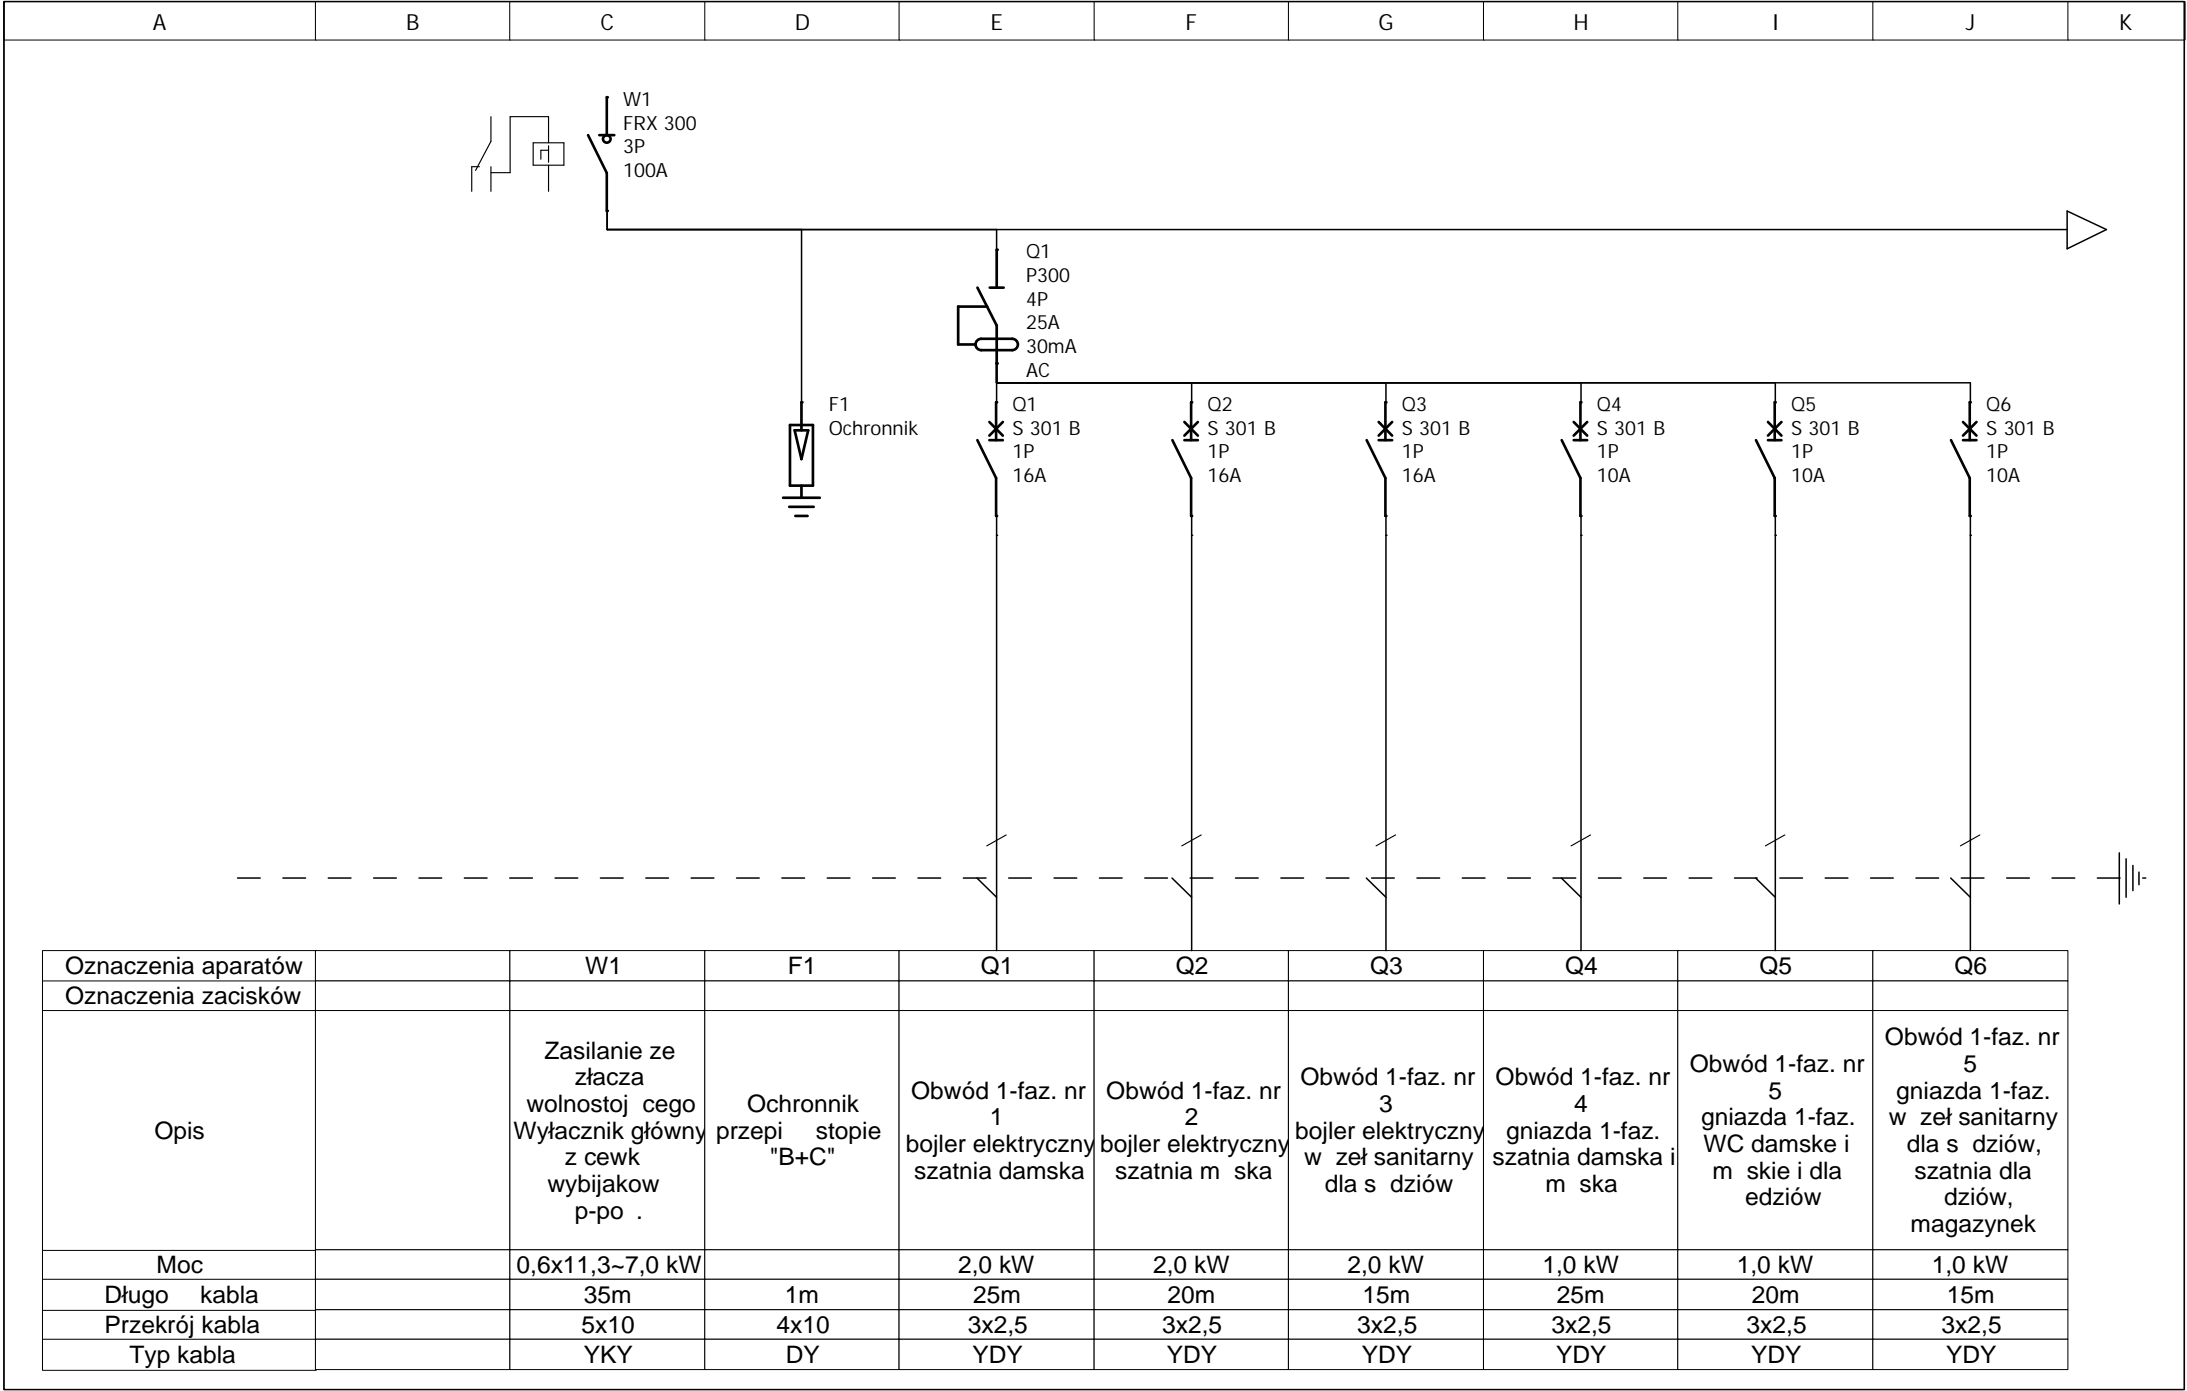 A B C D E F G H I J K
W1
FRX 300
3P
100A
Q1
P300
4P
25A
30mA
AC
F1
Ochronnik
Q1
S 301 B
1P
16A
Q2
S 301 B
1P
16A
Q3
S 301 B
1P
16A
Q4
S 301 B
1P
10A
Q5
S 301 B
1P
10A
Q6
S 301 B
1P
10A
Oznaczenia aparatów W1 F1 Q1 Q2 Q3 Q4 Q5 Q6
Oznaczenia zacisków
Opis
Zasilanie ze
złacza
wolnostoj cego
Wyłacznik główny
z cewk
wybijakow
p-po .
Ochronnik
przepi stopie
"B+C"
Obwód 1-faz. nr
1
bojler elektryczny
szatnia damska
Obwód 1-faz. nr
2
bojler elektryczny
szatnia m ska
Obwód 1-faz. nr
3
bojler elektryczny
w zeł sanitarny
dla s dziów
Obwód 1-faz. nr
4
gniazda 1-faz.
szatnia damska i
m ska
Obwód 1-faz. nr
5
gniazda 1-faz.
WC damske i
m skie i dla
edziów
Obwód 1-faz. nr
5
gniazda 1-faz.
w zeł sanitarny
dla s dziów,
szatnia dla
dziów,
magazynek
Moc 0,6x11,3~7,0 kW 2,0 kW 2,0 kW 2,0 kW 1,0 kW 1,0 kW 1,0 kW
Długo kabla 35m 1m 25m 20m 15m 25m 20m 15m
Przekrój kabla 5x10 4x10 3x2,5 3x2,5 3x2,5 3x2,5 3x2,5 3x2,5
Typ kabla YKY DY YDY YDY YDY YDY YDY YDY